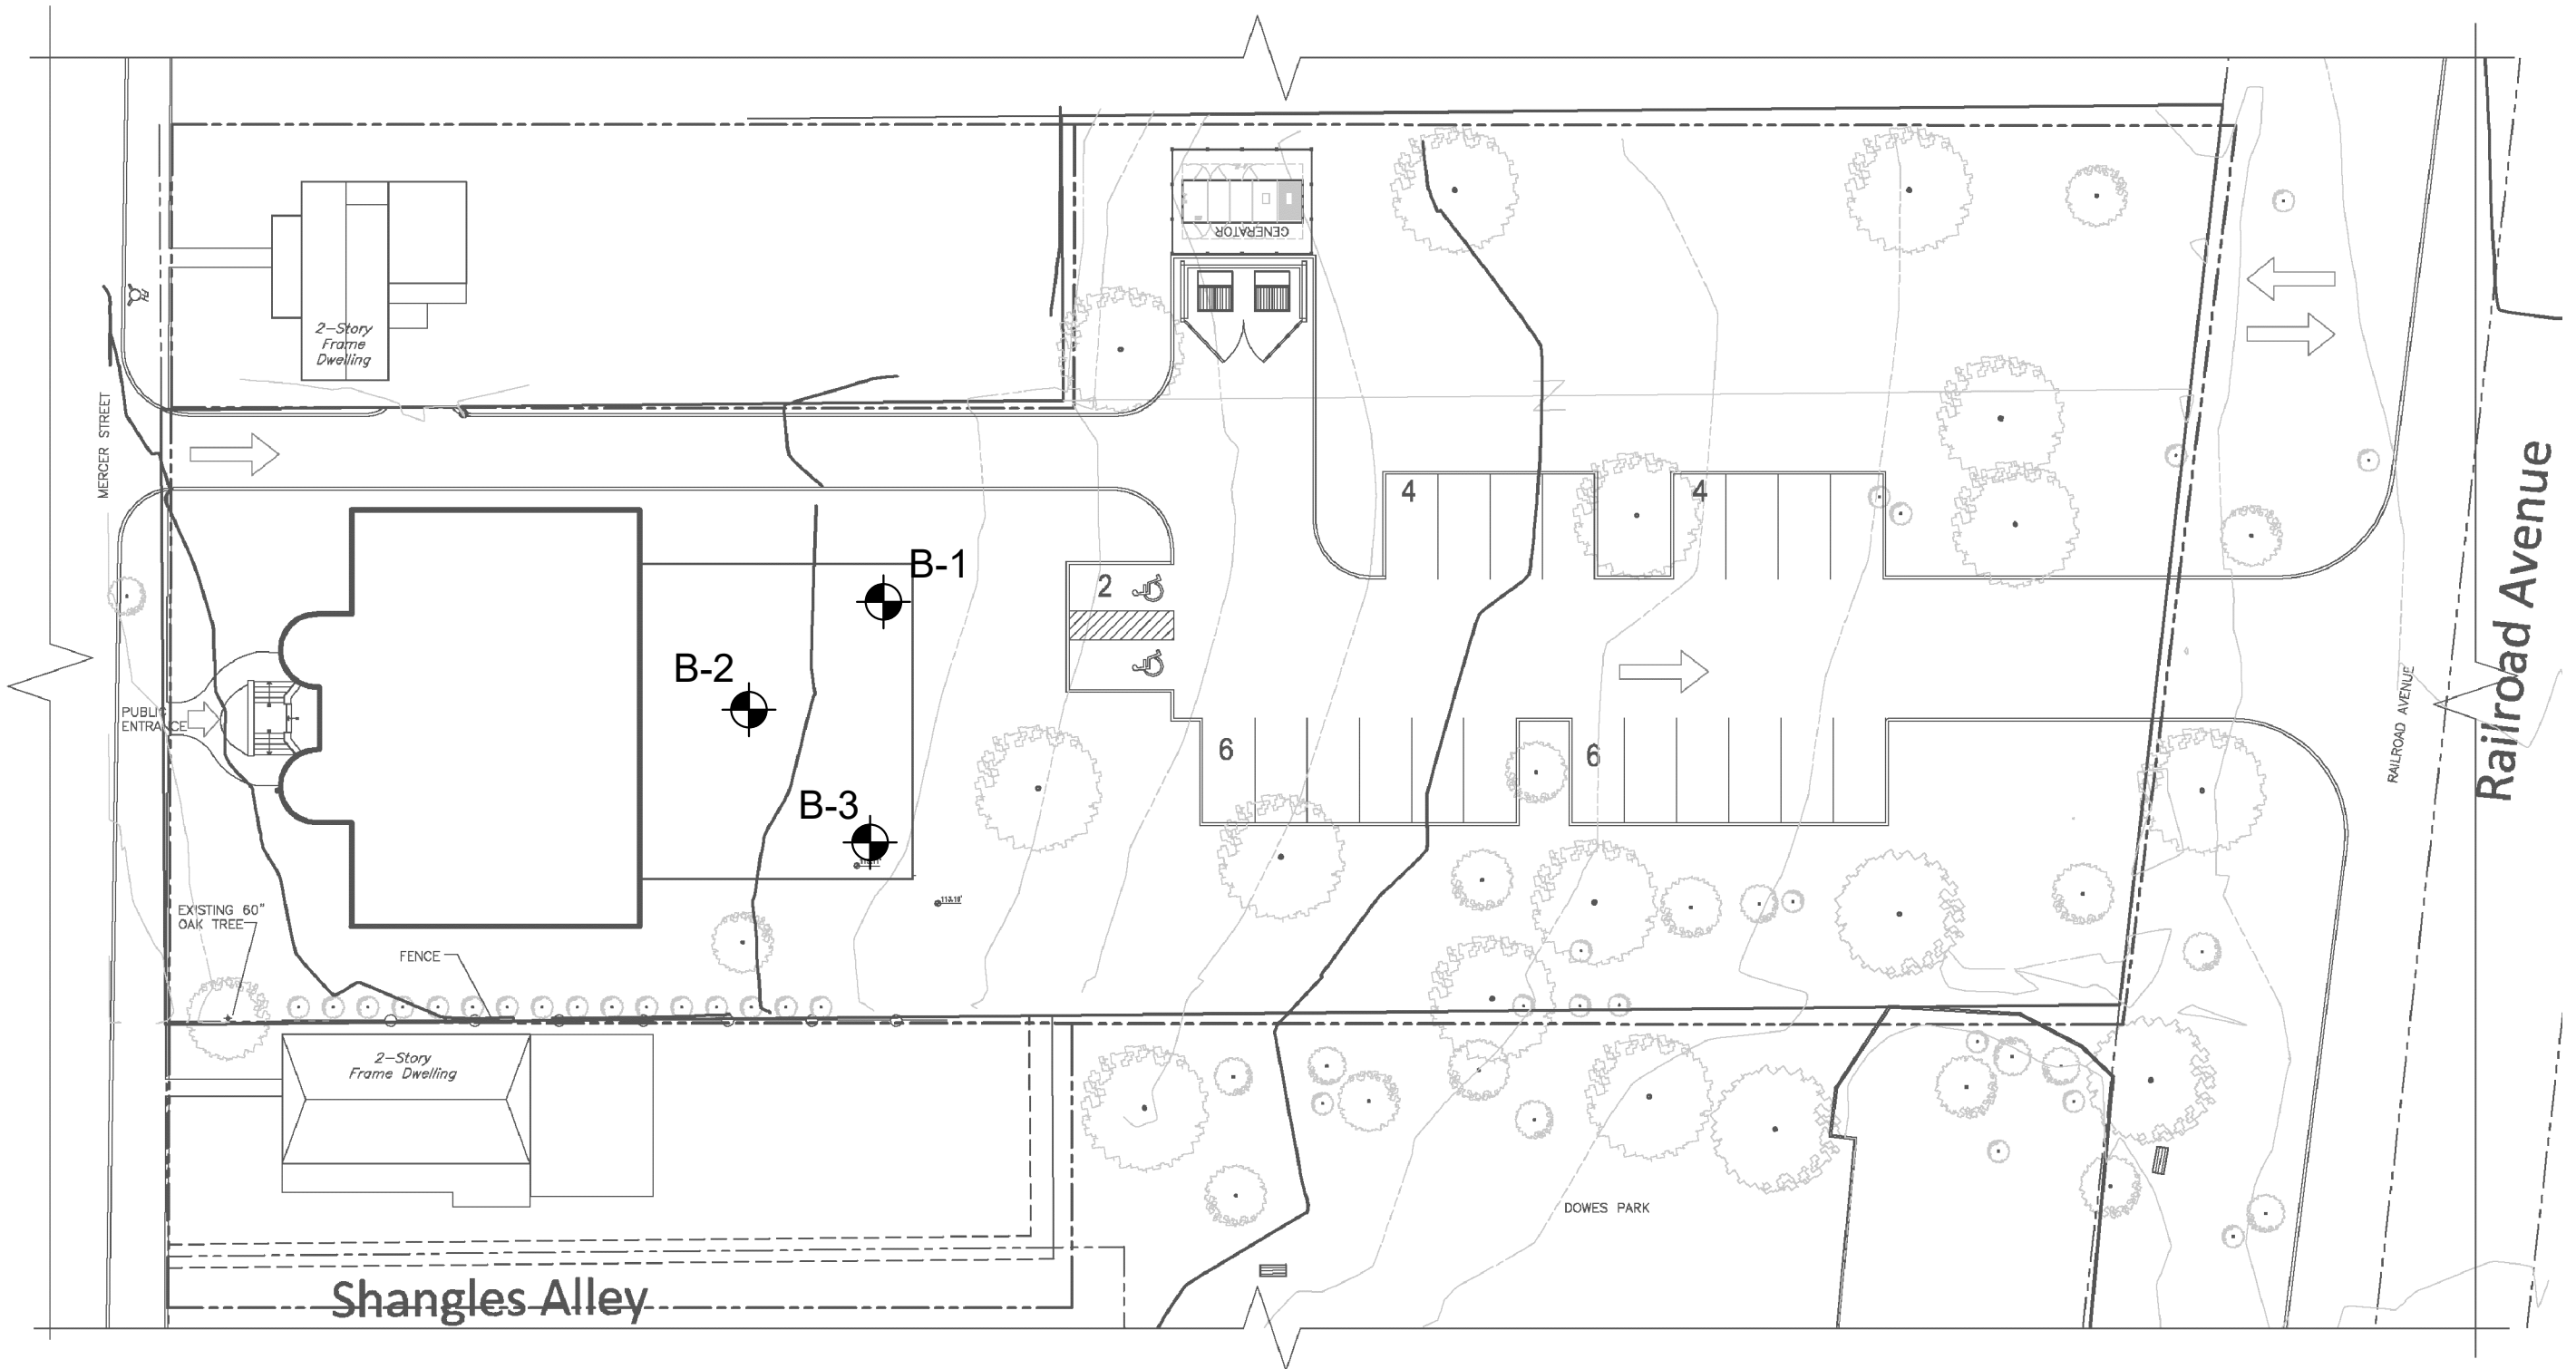 GENERATOR
2-Story
Frame
Dwelling
MERCER STREET
4
4
Railroad Avenue
B-1
2
B-2
PUBLIC
ENTRANCE
RAILROAD AVENUE
6
6
B-3
EXISTING 60"
OAK TREE
FENCE
2-Story
Frame Dwelling
DOWES PARK
Shangles Alley